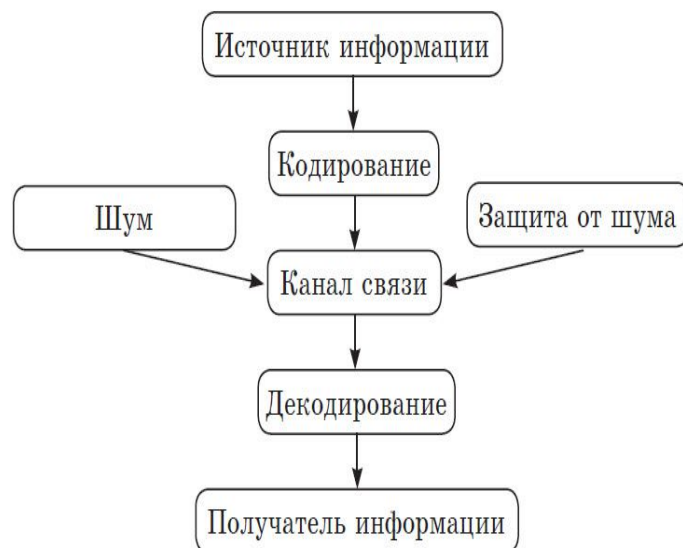 Источник информации
Кодирование
Шум
Защита от шума
Канал связи
Декодирование
Получатель информации